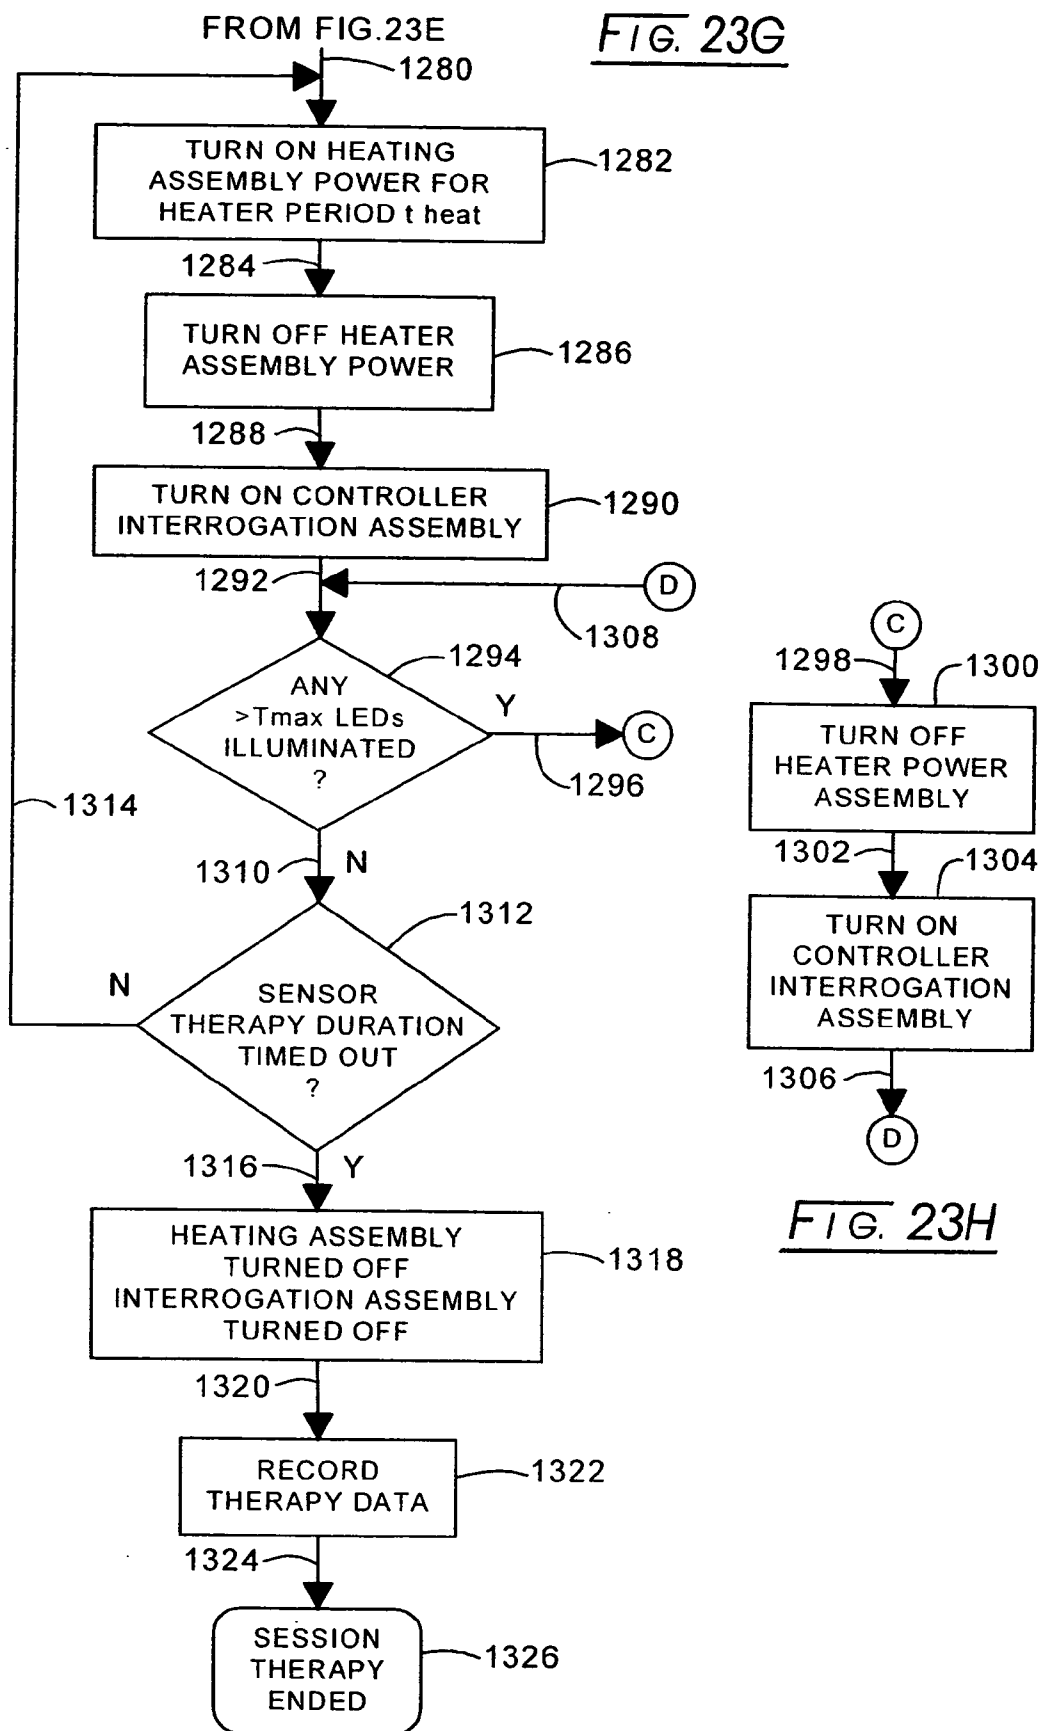 FROM FIG.23E
FIG. 23G
1280
TURN ON HEATING
ASSEMBLY POWER FOR
HEATER PERIOD t heat
1282
1284
TURN OFF HEATER
ASSEMBLY POWER
1286
1288
TURN ON CONTROLLER
INTERROGATION ASSEMBLY
1290
1292
D
1308
1294
ANY
>Tmax LEDs
ILLUMINATED
?
Y
C
1296
1314
1310
N
1312
SENSOR
THERAPY DURATION
TIMED OUT
?
N
1316
Y
HEATING ASSEMBLY
TURNED OFF
INTERROGATION ASSEMBLY
TURNED OFF
1318
1320
RECORD
THERAPY DATA
1322
1324
SESSION
THERAPY
ENDED
1326
C
1298
1300
TURN OFF
HEATER POWER
ASSEMBLY
1302
1304
TURN ON
CONTROLLER
INTERROGATION
ASSEMBLY
1306
D
FIG. 23H